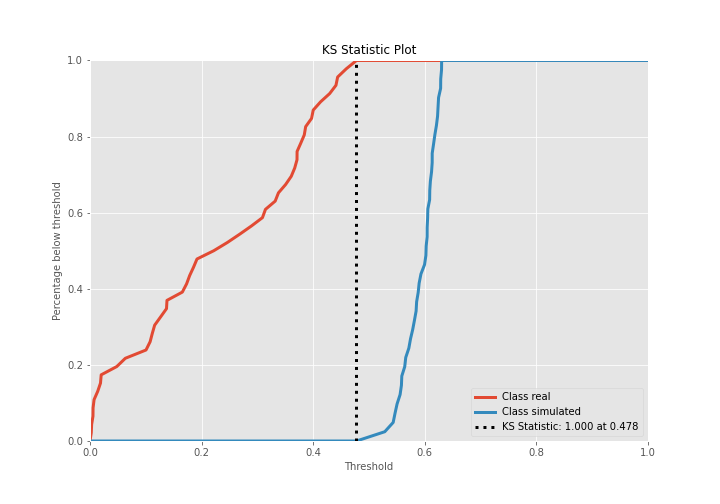 KS Statistic Plot
1.0
0.8
0.6
0.4
0.2
0.0
Percentage below threshold
Class real
Class simulated
KS Statistic: 1.000 at 0.478
0.0 0.2 0.4 0.6 0.8 1.0
Threshold